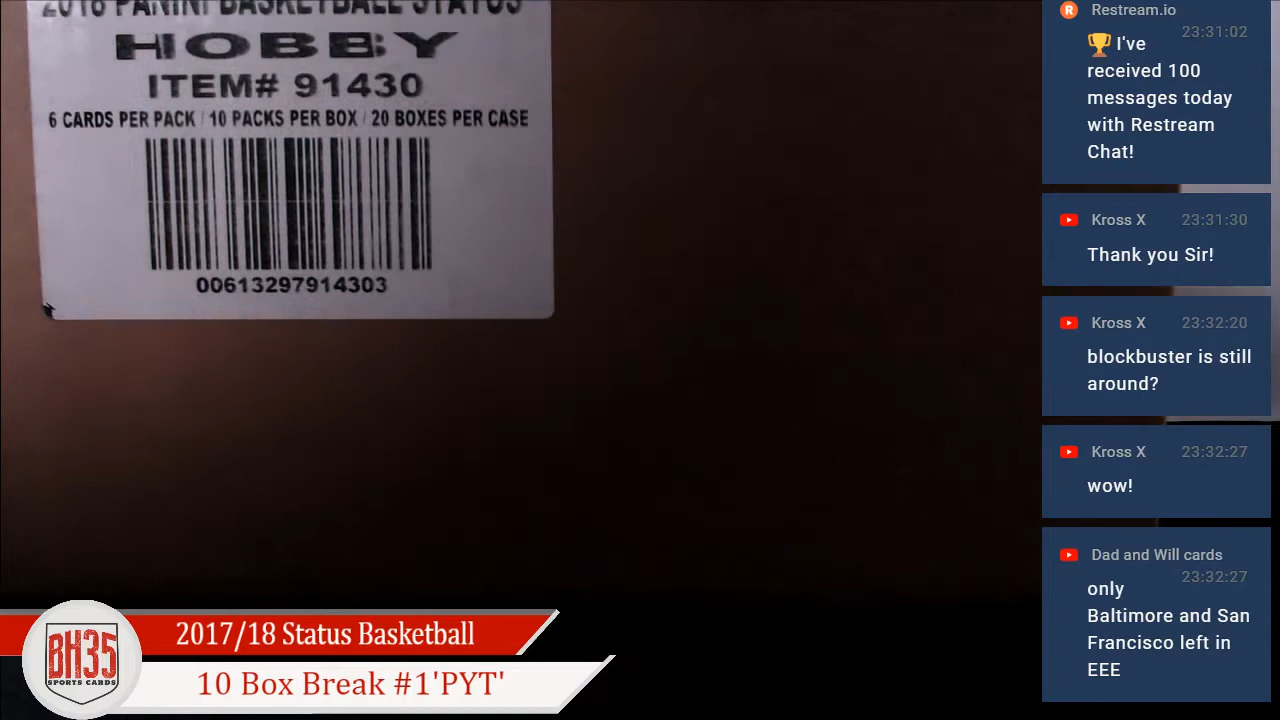 2018 PANINI BASKETBALL STATUS
HOBBY
ITEM# 91430
6 CARDS PER PACK / 10 PACKS PER BOX / 20 BOXES PER CASE
00613297914303
BH35
SPORTS CARDS
2017/18 Status Basketball
10 Box Break #1'PYT'
R Restream.io
23:31:02
🏆 I've
received 100
messages today
with Restream
Chat!
Kross X 23:31:30
Thank you Sir!
Kross X 23:32:20
blockbuster is still
around?
Kross X 23:32:27
wow!
Dad and Will cards
23:32:27
only
Baltimore and San
Francisco left in
EEE